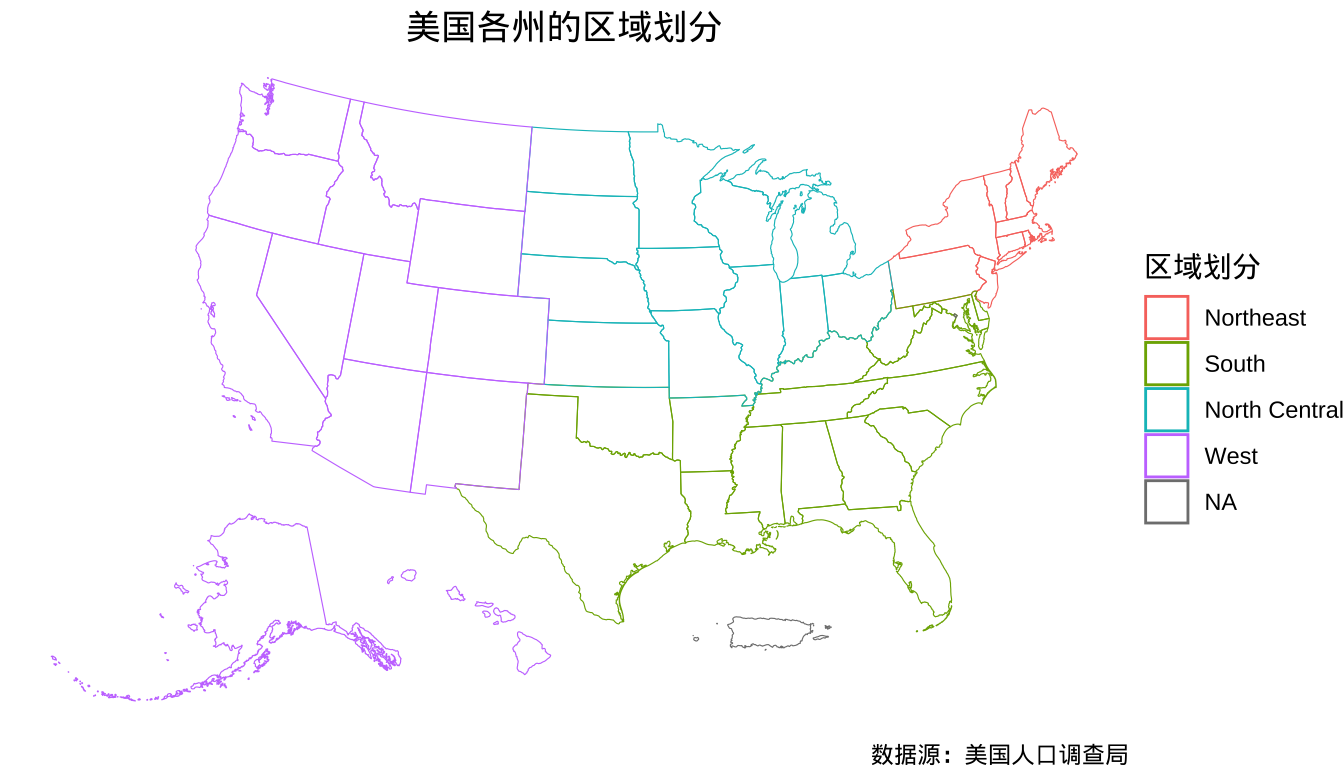 美国各州的区域划分
区域划分
Northeast
South
North Central
West
NA
数据源：美国人口调查局